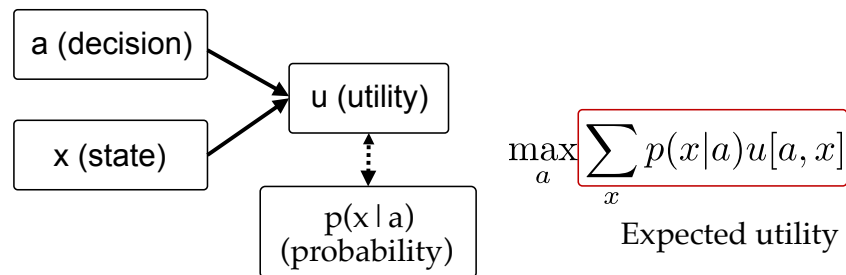 a (decision)
x (state)
u (utility)
p(x|a)
(probability)
max_a ∑_x p(x|a)u[a, x]
Expected utility